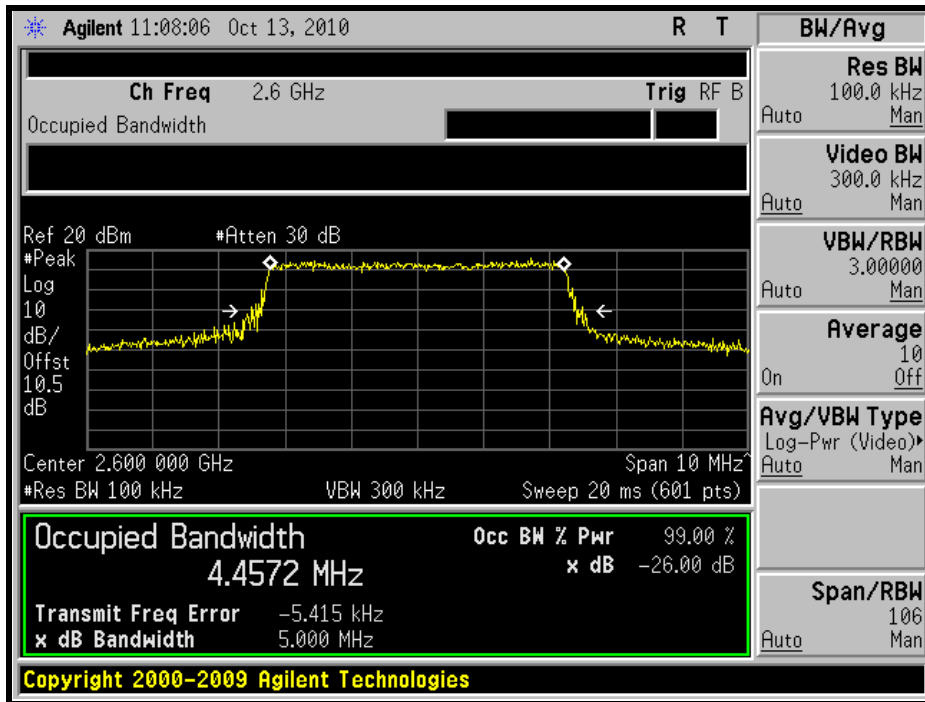 Agilent 11:08:06 Oct 13, 2010 R T
Ch Freq 2.6 GHz Trig RF B
Occupied Bandwidth
Ref 20 dBm #Atten 30 dB
#Peak
Log
10
dB/
Offst
10.5
dB
Center 2.600 000 GHz Span 10 MHz^
#Res BW 100 kHz VBW 300 kHz Sweep 20 ms (601 pts)
Occupied Bandwidth Occ BW % Pwr 99.00 %
4.4572 MHz x dB -26.00 dB
Transmit Freq Error -5.415 kHz
x dB Bandwidth 5.000 MHz
Copyright 2000-2009 Agilent Technologies
BW/Avg
Res BW
100.0 kHz
Auto Man
Video BW
300.0 kHz
Auto Man
VBW/RBW
3.00000
Auto Man
Average
10
On Off
Avg/VBW Type
Log-Pwr (Video)
Auto Man
Span/RBW
106
Auto Man